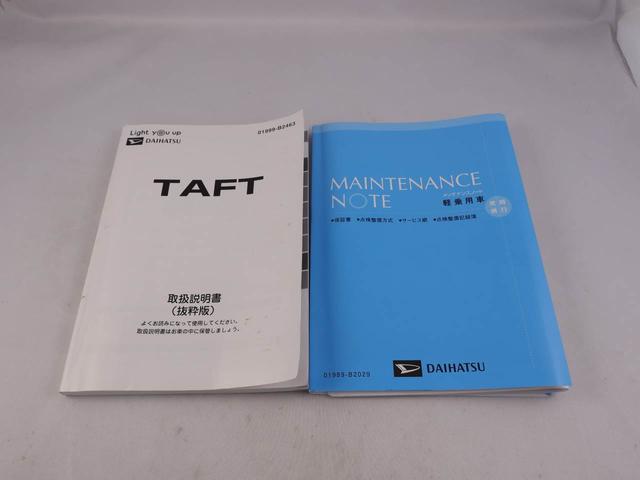 Light you up
DAIHATSU
01999-B2463
TAFT
取扱説明書
（抜粋版）
よくお読みになって使用してください。
取扱説明書はお車の中に保管しましょう。
MAINTENANCE
NOTE
メンテナンスノート
軽乗用車
●保証書 ●点検整備方式 ●サービス網 ●点検整備記録簿
DAIHATSU
01999-B2029